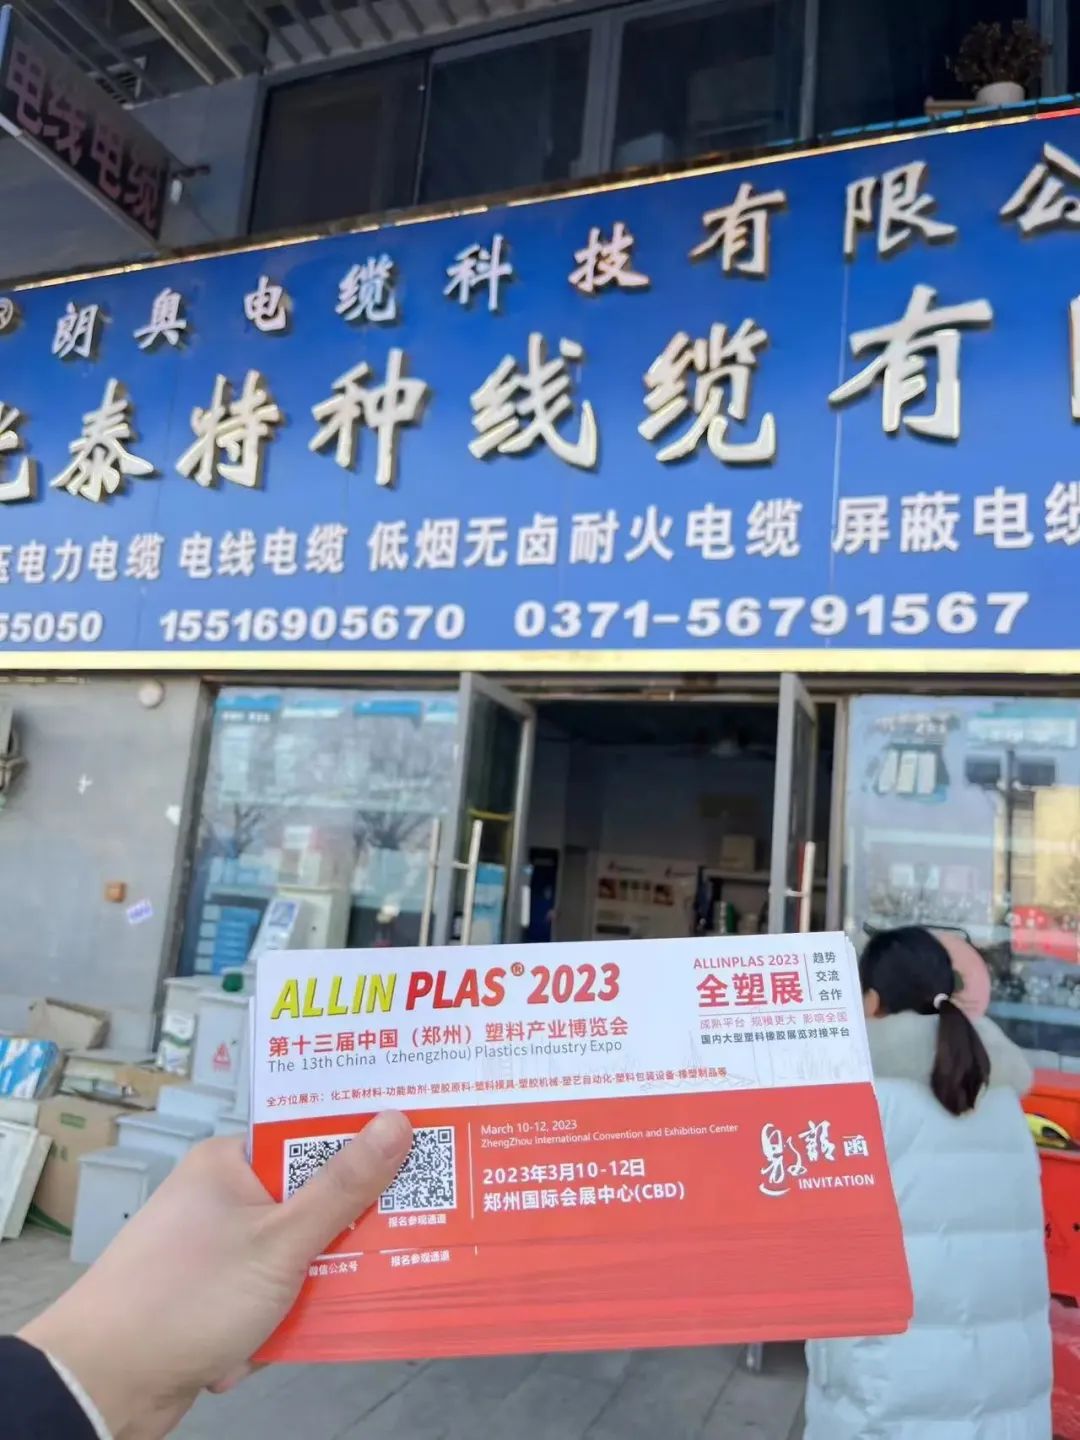 电线电缆
® 朗奥电缆科技有限公
光泰特种线缆有
压电力电缆 电线电缆 低烟无卤耐火电缆 屏蔽电缆
55050 15516905670 0371-56791567
ALLIN PLAS® 2023
第十三届中国（郑州）塑料产业博览会
The 13th China （zhengzhou) Plastics Industry Expo
ALLINPLAS 2023
全塑展
趋势
交流
合作
成熟平台 规模更大 影响全国
国内大型塑料橡胶展览对接平台
全方位展示：化工新材料-功能助剂-塑胶原料-塑料模具-塑胶机械-塑艺自动化-塑料包装设备-橡塑制品等
March 10-12, 2023
ZhengZhou International Convention and Exhibition Center
2023年3月10-12日
郑州国际会展中心(CBD)
邀请函
INVITATION
报名参观通道
微信公众号
报名参观通道